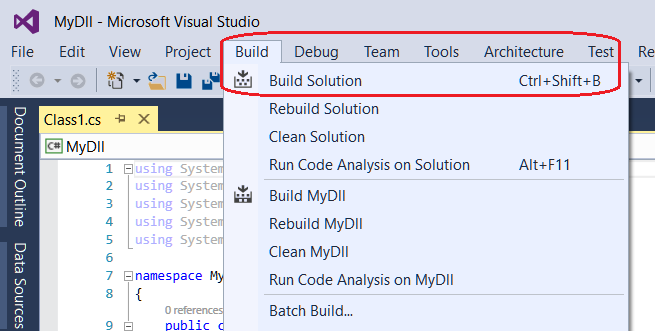 MyDll - Microsoft Visual Studio
File Edit View Project Build Debug Team Tools Architecture Test Re
Build Solution Ctrl+Shift+B
Rebuild Solution
Clean Solution
Run Code Analysis on Solution Alt+F11
Build MyDll
Rebuild MyDll
Clean MyDll
Run Code Analysis on MyDll
Batch Build...
Document Outline
Data Sources
Class1.cs
C# MyDll
1 using System
2 using System
3 using System
4 using System
5 using System
6
7 namespace My
8 {
0 references
9 public c